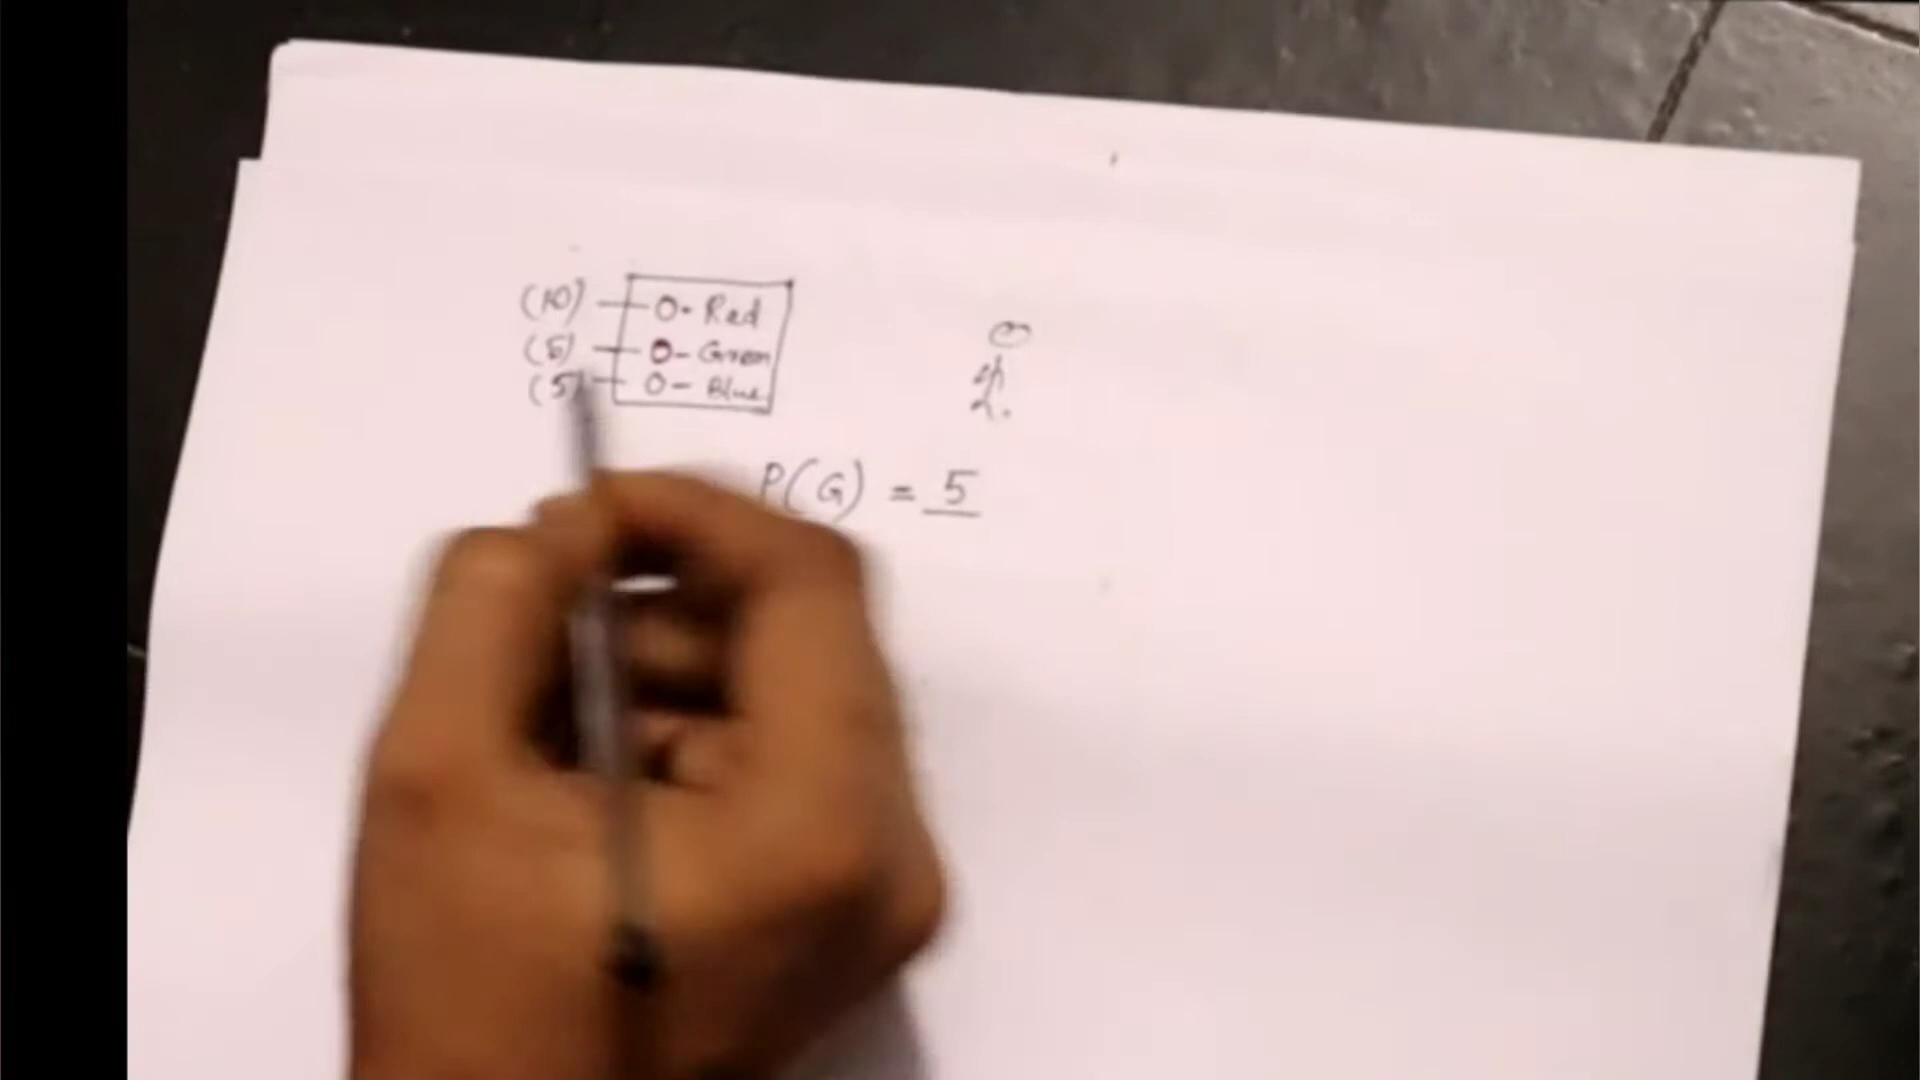 (10) — O - Red
(5) — O - Green
(5) — O - Blue
P(G) = 5